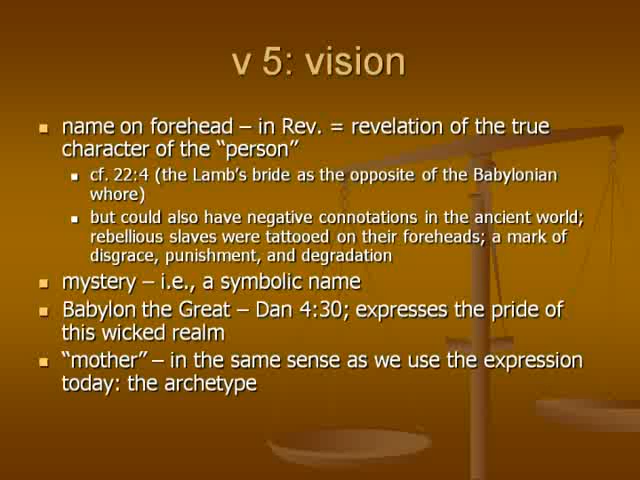 v 5: vision
name on forehead – in Rev. = revelation of the true
character of the “person”
cf. 22:4 (the Lamb’s bride as the opposite of the Babylonian
whore)
but could also have negative connotations in the ancient world;
rebellious slaves were tattooed on their foreheads; a mark of
disgrace, punishment, and degradation
mystery – i.e., a symbolic name
Babylon the Great – Dan 4:30; expresses the pride of
this wicked realm
“mother” – in the same sense as we use the expression
today: the archetype